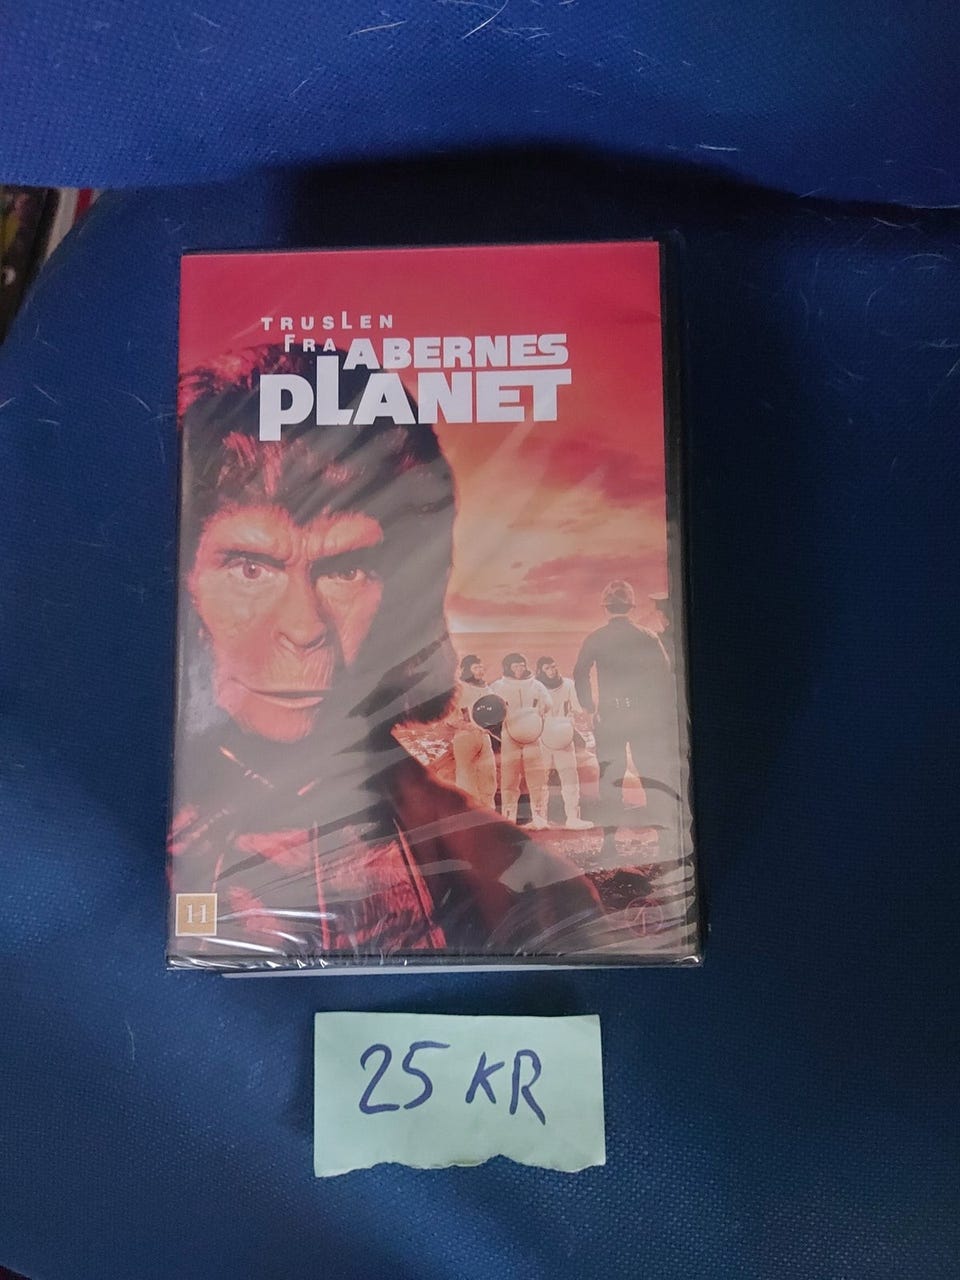 TRUSLEN
FRA ABERNES
PLANET
11
25 KR